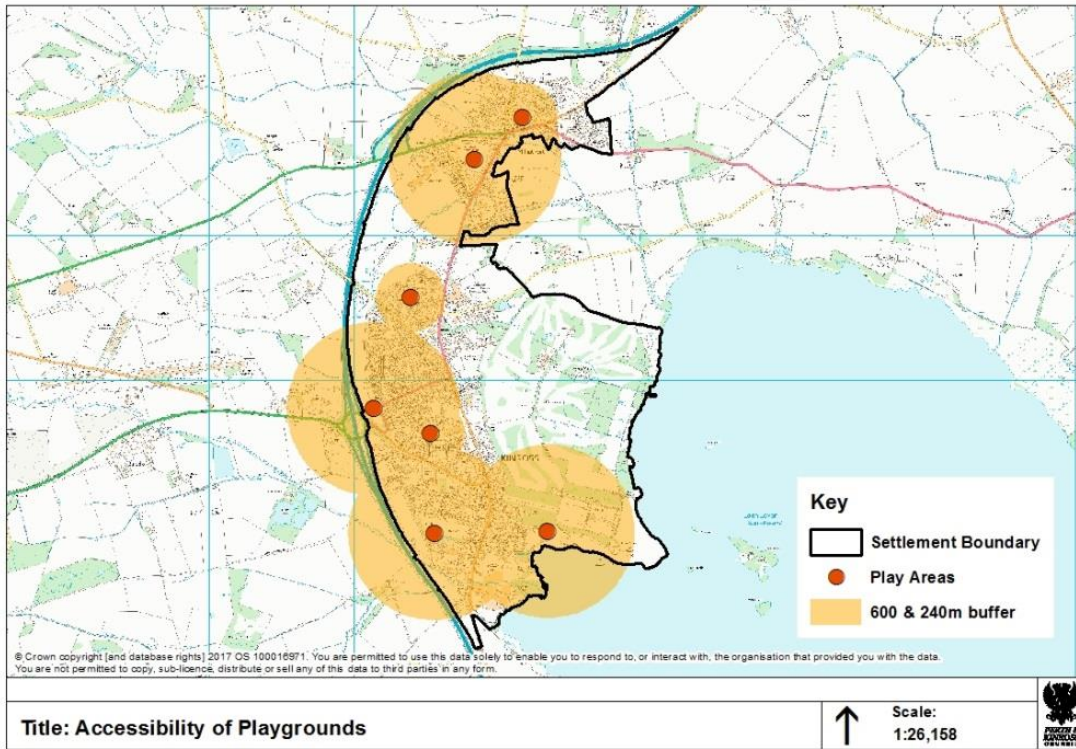 KINROSS
Key
Settlement Boundary
Play Areas
600 & 240m buffer
© Crown copyright [and database rights] 2017 OS 100016971. You are permitted to use this data solely to enable you to respond to, or interact with, the organisation that provided you with the data.
You are not permitted to copy, sub-licence, distribute or sell any of this data to third parties in any form.
Title: Accessibility of Playgrounds
Scale:
1:26,158